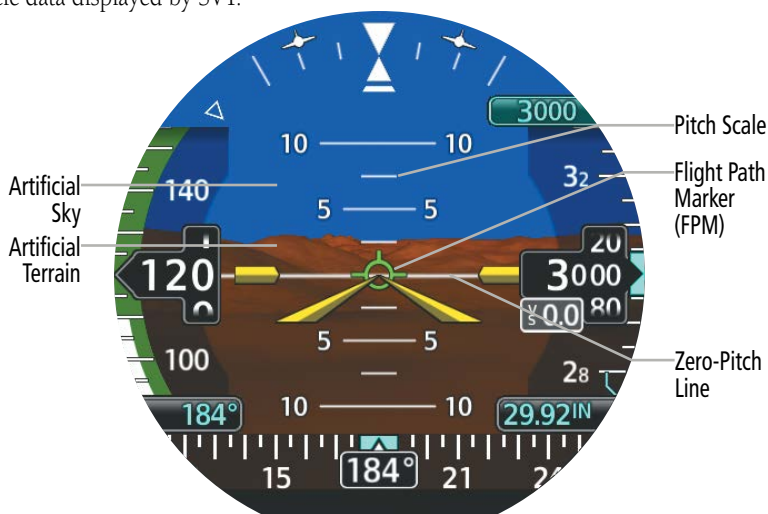 data displayed by SVT.
3000
10 10
Pitch Scale
140
32
Flight Path
Marker
(FPM)
Artificial
Sky
5 5
Artificial
Terrain
20
120
3000
80
VS 0.0
5 5
100
28
Zero-Pitch
Line
184°
10 10
29.92IN
15
184°
21